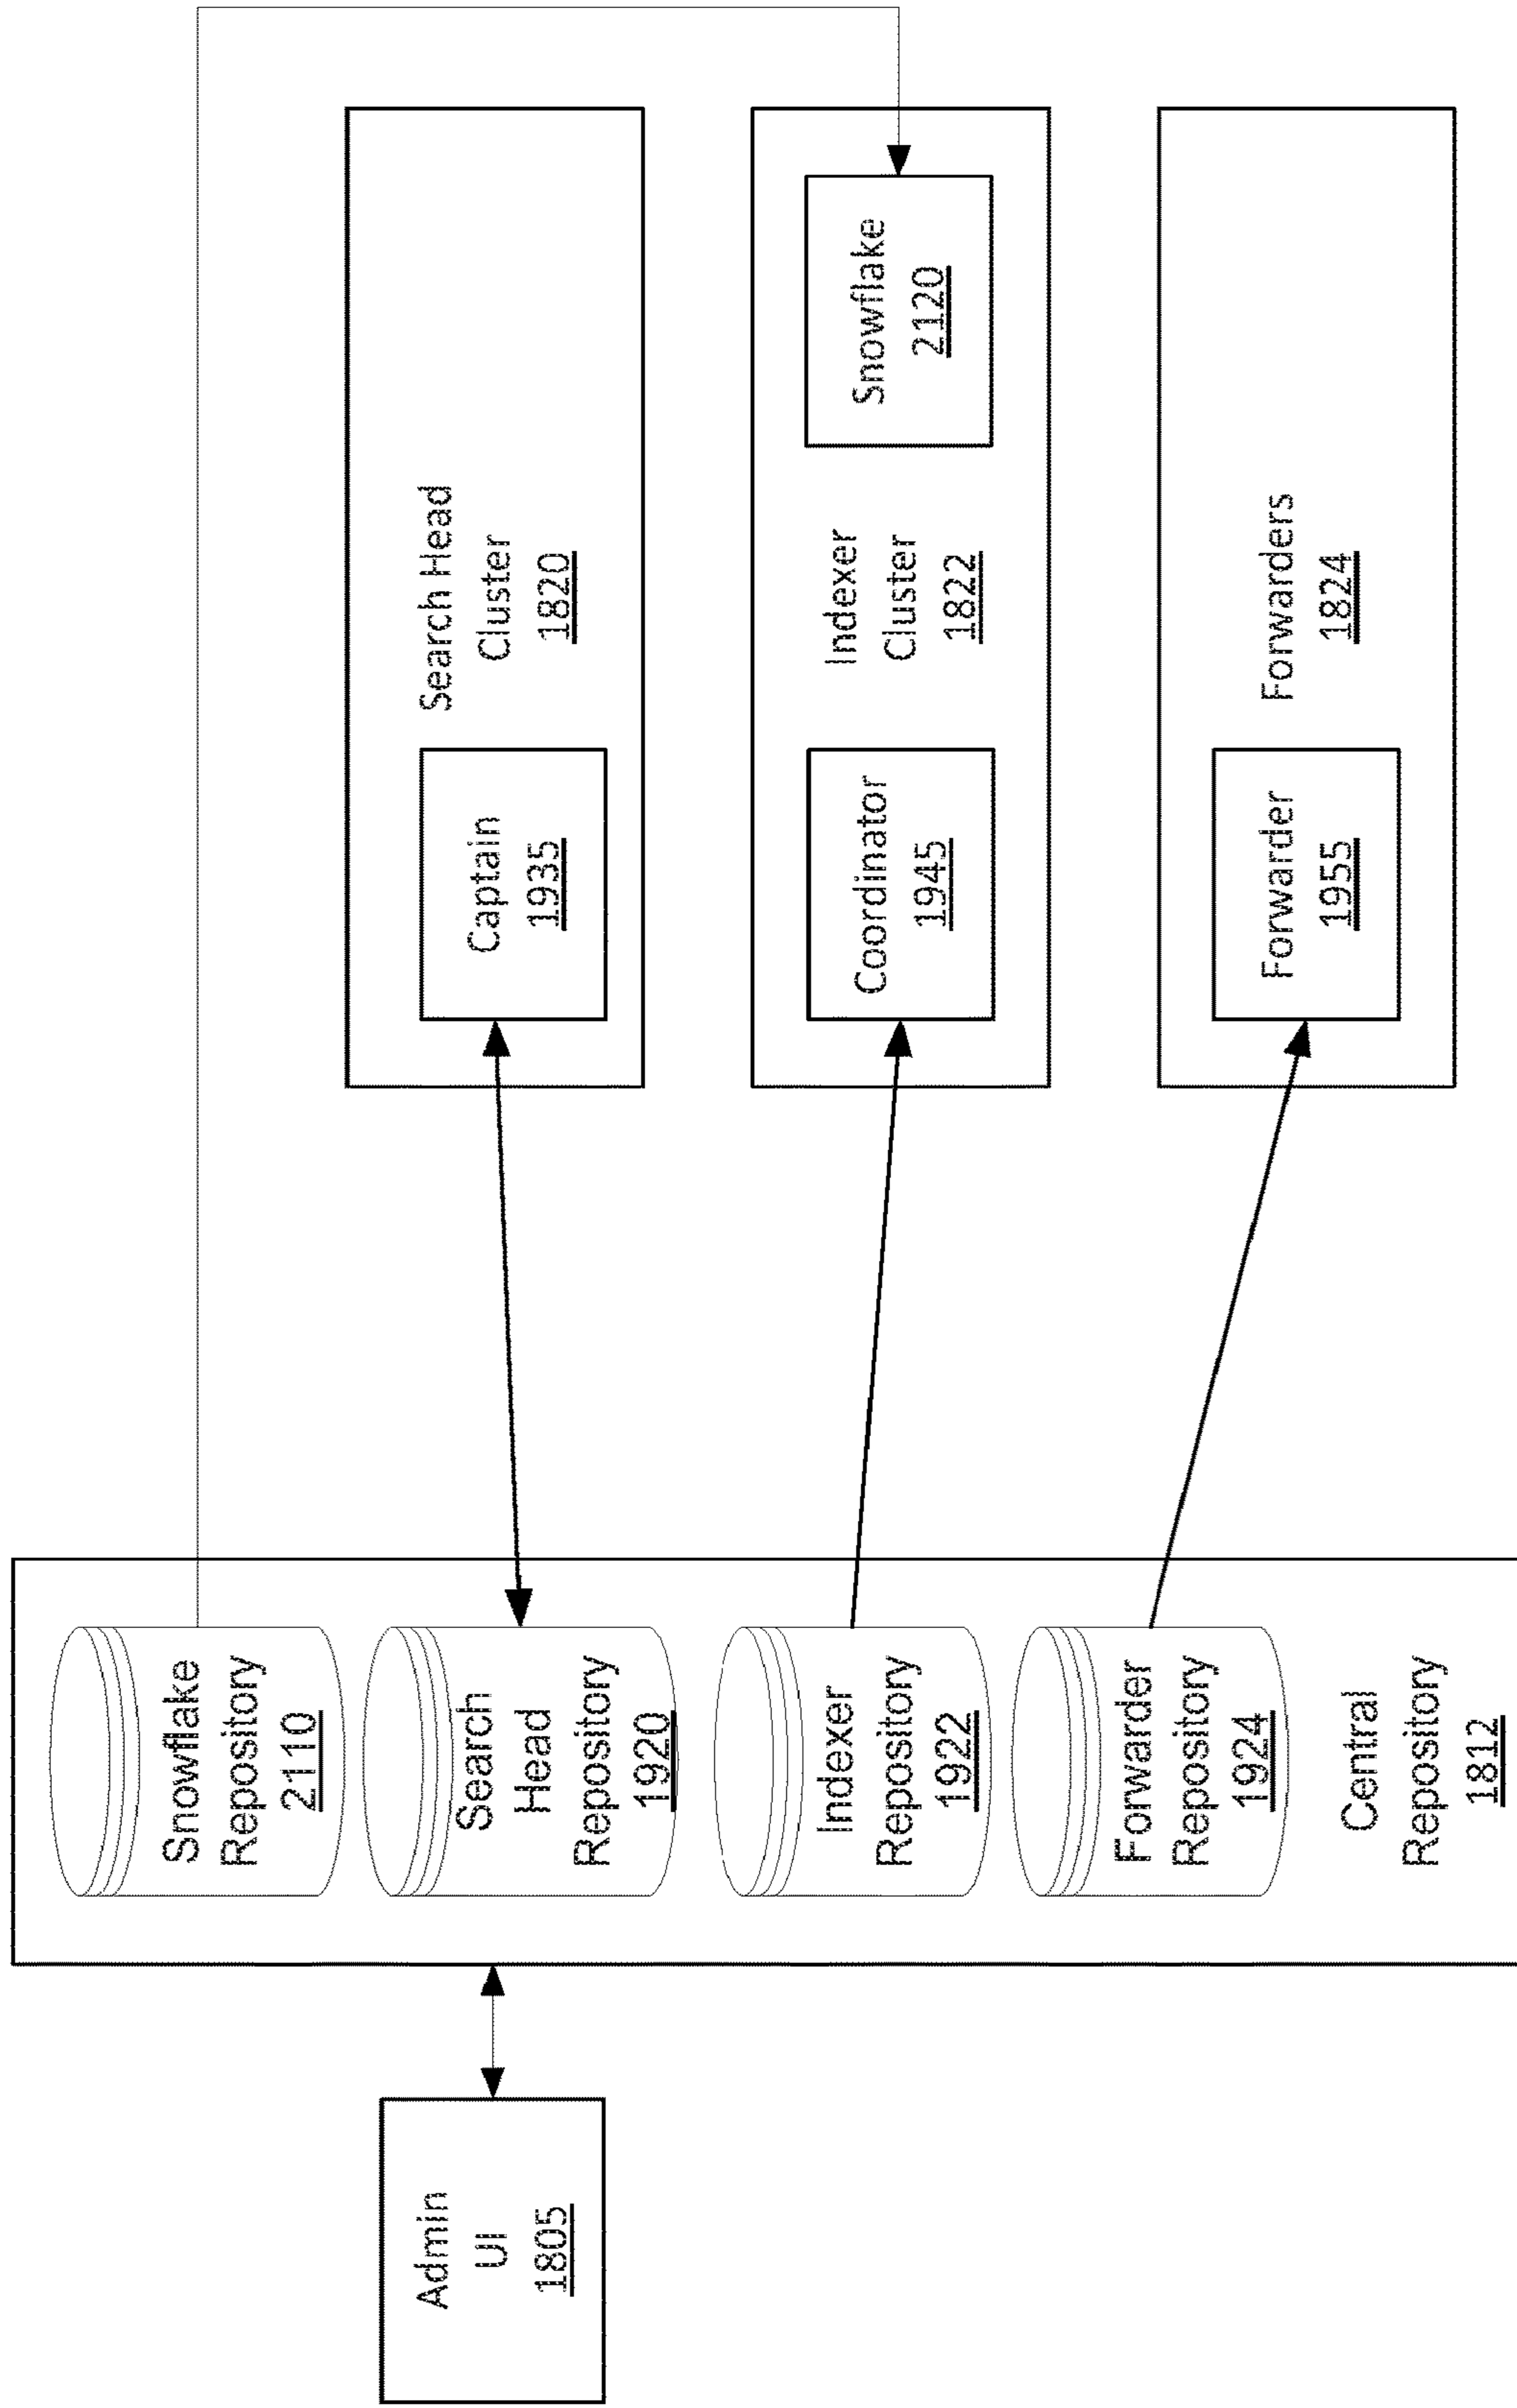 Admin
UI
1805
Snowflake
Repository
2110
Search
Head
Repository
1920
Indexer
Repository
1922
Forwarder
Repository
1924
Central
Repository
1812
Captain
1935
Search Head
Cluster
1820
Coordinator
1945
Indexer
Cluster
1822
Snowflake
2120
Forwarder
1955
Forwarders
1824